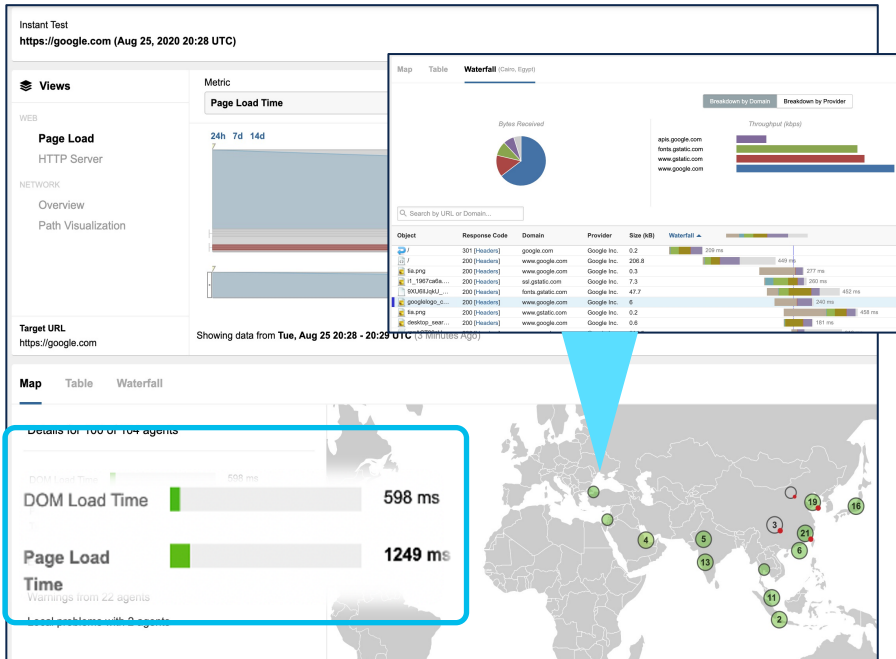 Instant Test
https://google.com (Aug 25, 2020 20:28 UTC)
Views
WEB
Page Load
HTTP Server
NETWORK
Overview
Path Visualization
Target URL
https://google.com
Metric
Page Load Time
24h 7d 14d
Showing data from Tue, Aug 25 20:28 - 20:29 UTC (3 Minutes Ago)
Map Table Waterfall (Cairo, Egypt)
Breakdown by Domain Breakdown by Provider
Bytes Received
Throughput (kbps)
apis.google.com
fonts.gstatic.com
www.gstatic.com
www.google.com
Search by URL or Domain...
Object Response Code Domain Provider Size (kB) Waterfall
/ 301 [Headers] google.com Google Inc. 0.2 209 ms
/ 200 [Headers] www.google.com Google Inc. 206.8 449 ms
tia.png 200 [Headers] www.google.com Google Inc. 0.3 277 ms
i1_1967ca6a.... 200 [Headers] ssl.gstatic.com Google Inc. 7.3 260 ms
9XU6IIJqkU_... 200 [Headers] fonts.gstatic.com Google Inc. 47.7 452 ms
googlelogo_c... 200 [Headers] www.google.com Google Inc. 6 240 ms
tia.png 200 [Headers] www.gstatic.com Google Inc. 0.2 458 ms
desktop_sear... 200 [Headers] www.google.com Google Inc. 0.6 181 ms
Map Table Waterfall
Details for 100 of 104 agents
DOM Load Time 598 ms
DOM Load Time 598 ms
Page Load
Time
1249 ms
Warnings from 22 agents
Local problems with 2 agents
19
16
3
21
4
5
6
13
11
2